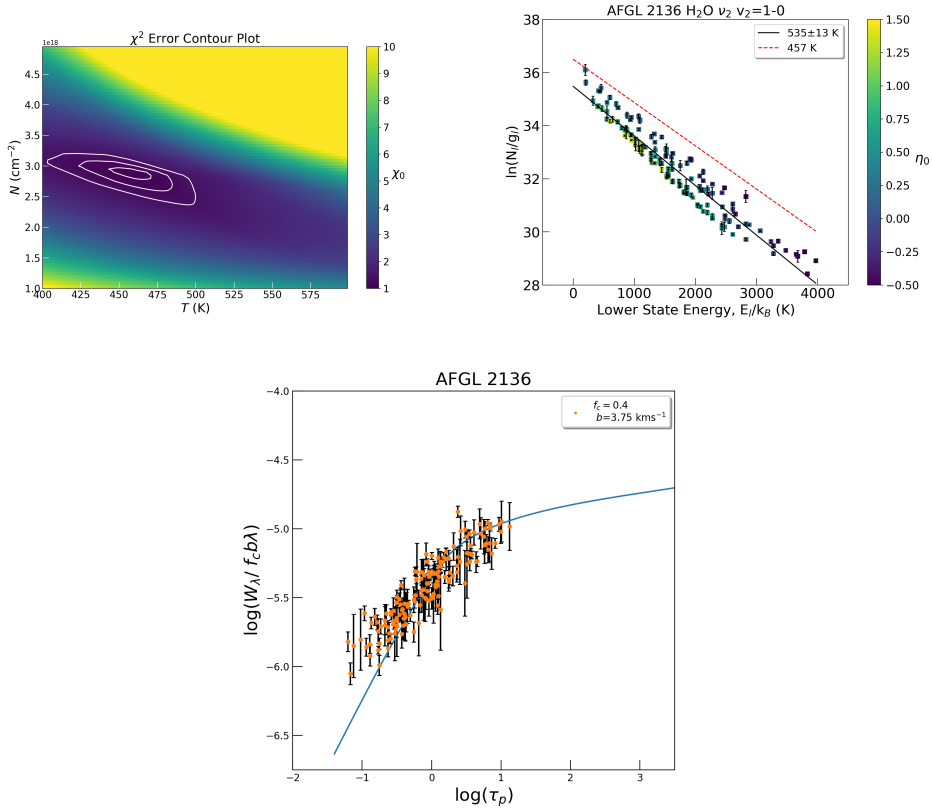 χ² Error Contour Plot
1e18
4.5
4.0
3.5
3.0
2.5
2.0
1.5
1.0
N (cm⁻²)
400 425 450 475 500 525 550 575
T (K)
10
9
8
7
6
5
4
3
2
1
χ₀
AFGL 2136 H₂O ν₂ v₂=1-0
535±13 K
457 K
38
36
34
32
30
28
ln(Nₗ/gₗ)
0 1000 2000 3000 4000
Lower State Energy, Eₗ/k_B (K)
1.50
1.25
1.00
0.75
0.50
0.25
0.00
−0.25
−0.50
η₀
AFGL 2136
f_c = 0.4
b=3.75 kms⁻¹
−4.0
−4.5
−5.0
−5.5
−6.0
−6.5
log(W_λ/ f_c bλ)
−2 −1 0 1 2 3
log(τ_p)